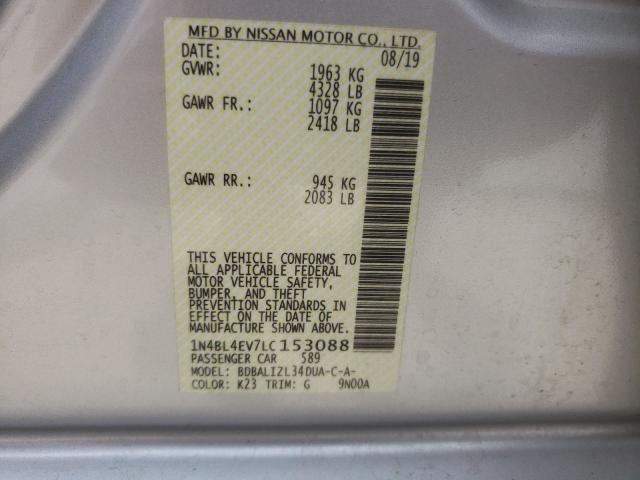 MFD BY NISSAN MOTOR CO., LTD.
DATE: 08/19
GVWR: 1963 KG
4328 LB
GAWR FR.: 1097 KG
2418 LB
GAWR RR.: 945 KG
2083 LB
THIS VEHICLE CONFORMS TO
ALL APPLICABLE FEDERAL
MOTOR VEHICLE SAFETY,
BUMPER, AND THEFT
PREVENTION STANDARDS IN
EFFECT ON THE DATE OF
MANUFACTURE SHOWN ABOVE.
1N4BL4EV7LC153088
PASSENGER CAR 589
MODEL: BDBALIZL34DUA-C-A-
COLOR: K23 TRIM: G 9N00A